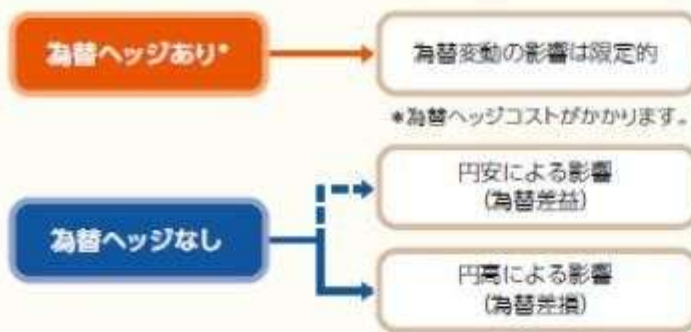 為替ヘッジあり*
為替変動の影響は限定的
*為替ヘッジコストがかかります。
為替ヘッジなし
円安による影響
(為替差益)
円高による影響
(為替差損)